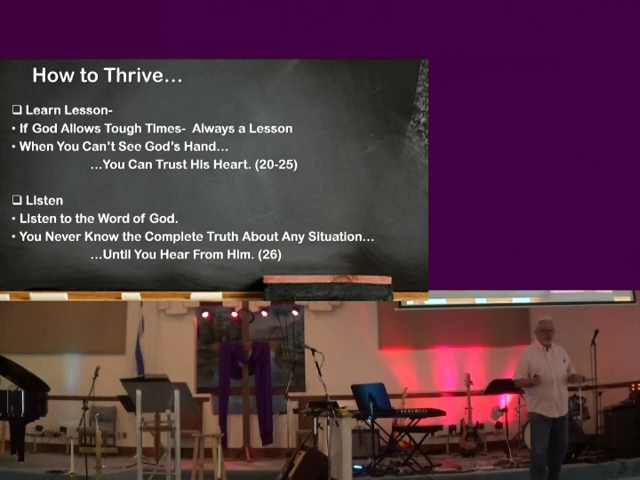 How to Thrive...
❑ Learn Lesson-
• If God Allows Tough Times- Always a Lesson
• When You Can't See God's Hand...
...You Can Trust His Heart. (20-25)
❑ Listen
• Listen to the Word of God.
• You Never Know the Complete Truth About Any Situation...
...Until You Hear From Him. (26)